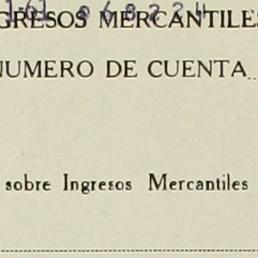 GRESOS MERCANTILES
NUMERO DE CUENTA
sobre Ingresos Mercantiles